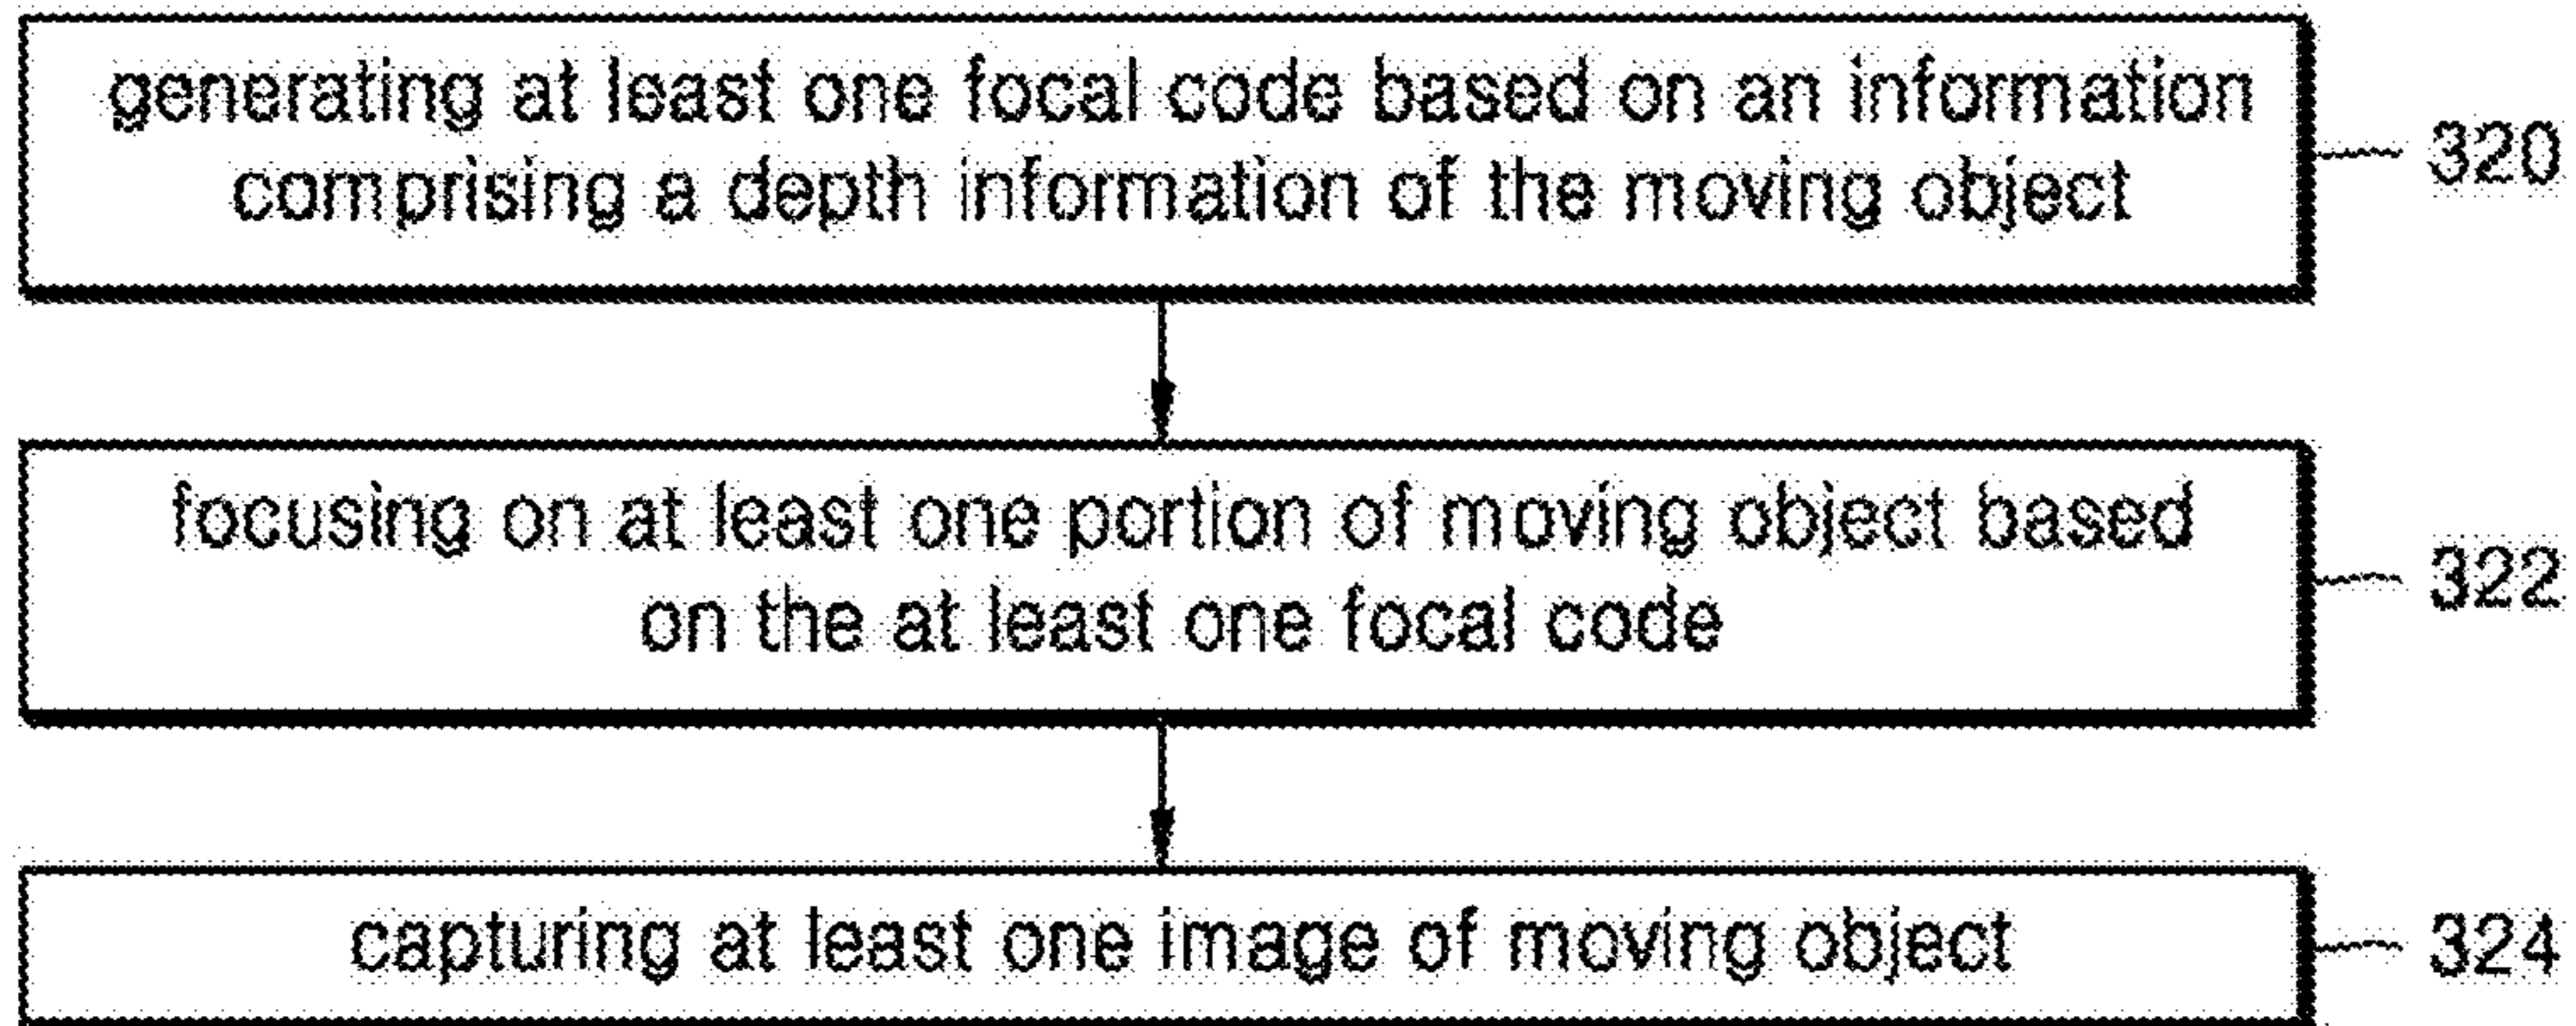 generating at least one focal code based on an information
comprising a depth information of the moving object
320
focusing on at least one portion of moving object based
on the at least one focal code
322
capturing at least one image of moving object
324